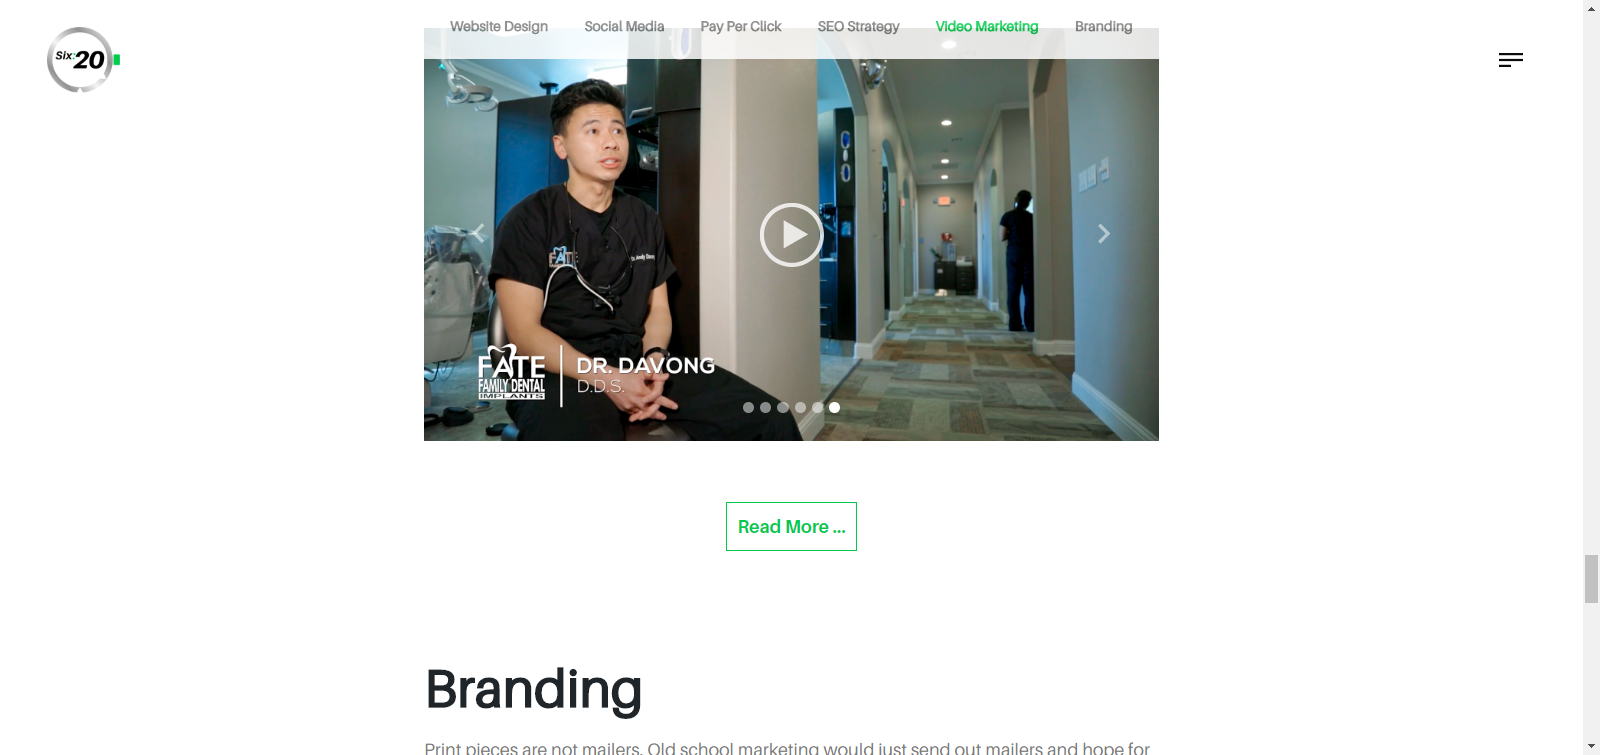 Website Design Social Media Pay Per Click SEO Strategy Video Marketing Branding
Six:20
FATE
FAMILY DENTAL
IMPLANTS
DR. DAVONG
D.D.S.
Read More ...
Branding
Print pieces are not mailers. Old school marketing would just send out mailers and hope for